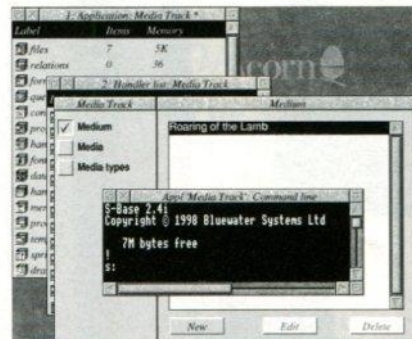 1: Application: Media Track *
Label Items Memory
files 7 5K
relations 0 36
corn
2: Handler list: Media Track
Media Track
Medium
Medium
Media
Media types
Roaring of the Lamb
Appl 'Media Track': Command line
S-Base 2.4i
Copyright © 1998 Bluewater Systems Ltd
7M bytes free
!
s:
New Edit Delete